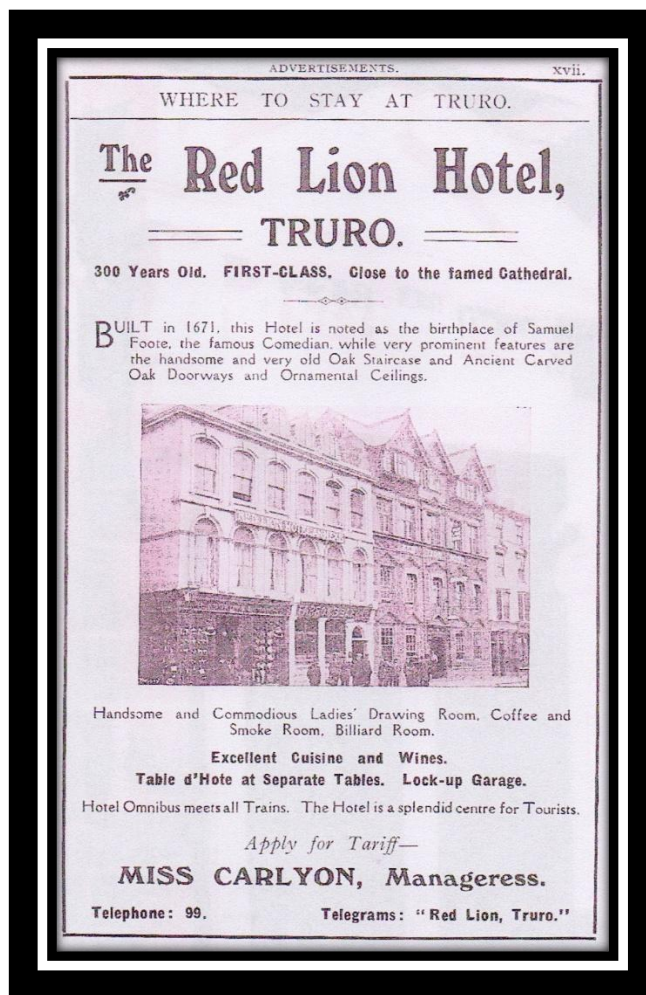 ADVERTISEMENTS. xvii.
WHERE TO STAY AT TRURO.
The Red Lion Hotel,
TRURO.
300 Years Old. FIRST-CLASS. Close to the famed Cathedral.
BUILT in 1671, this Hotel is noted as the birthplace of Samuel
Foote, the famous Comedian, while very prominent features are
the handsome and very old Oak Staircase and Ancient Carved
Oak Doorways and Ornamental Ceilings.
Handsome and Commodious Ladies' Drawing Room, Coffee and
Smoke Room, Billiard Room.
Excellent Cuisine and Wines.
Table d'Hote at Separate Tables. Lock-up Garage.
Hotel Omnibus meets all Trains. The Hotel is a splendid centre for Tourists.
Apply for Tariff—
MISS CARLYON, Manageress.
Telephone: 99. Telegrams: "Red Lion, Truro."